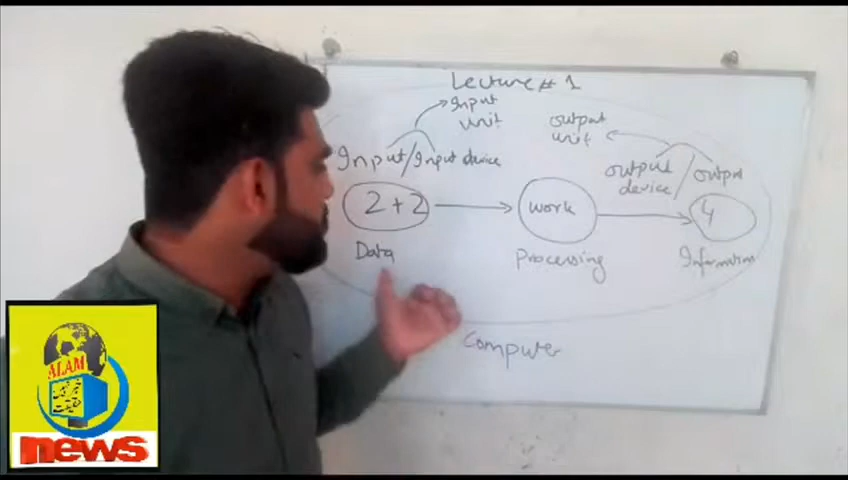 Lecture # 1
Input
unit
output
unit
Input/Input device
output
device / output
2 + 2
work
4
Data
Processing
Information
Computer
ALAM
news